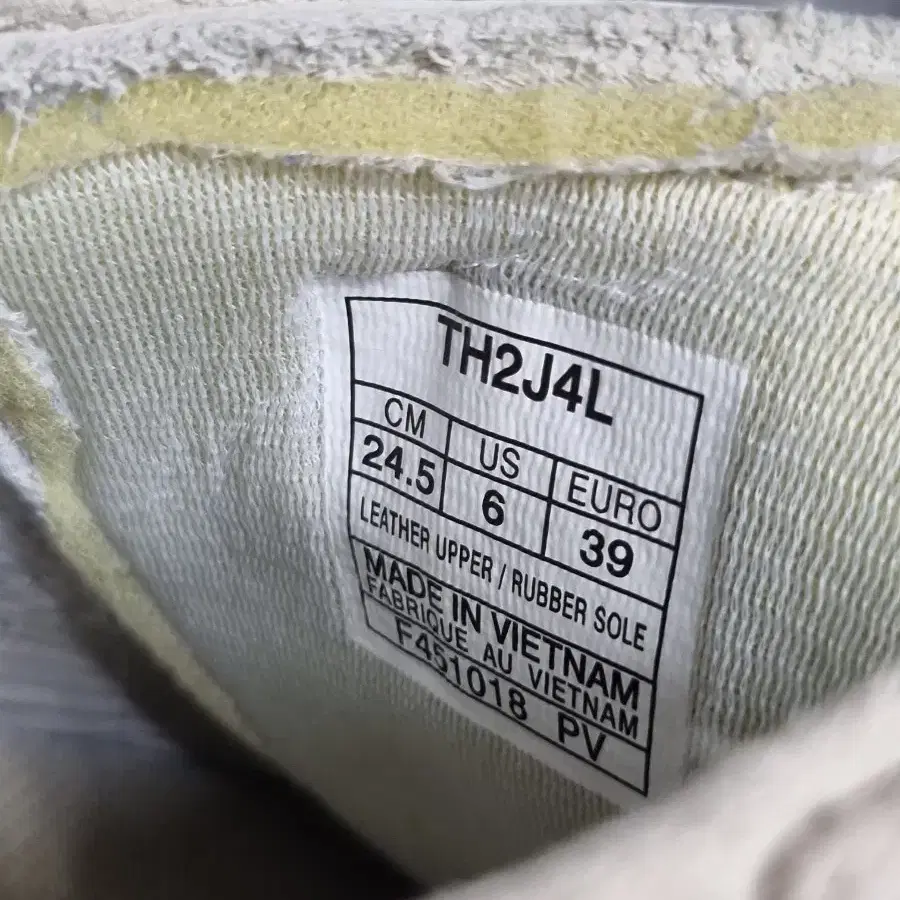 TH2J4L
CM US EURO
24.5 6 39
LEATHER UPPER / RUBBER SOLE
MADE IN VIETNAM
FABRIQUE AU VIETNAM
F451018 PV